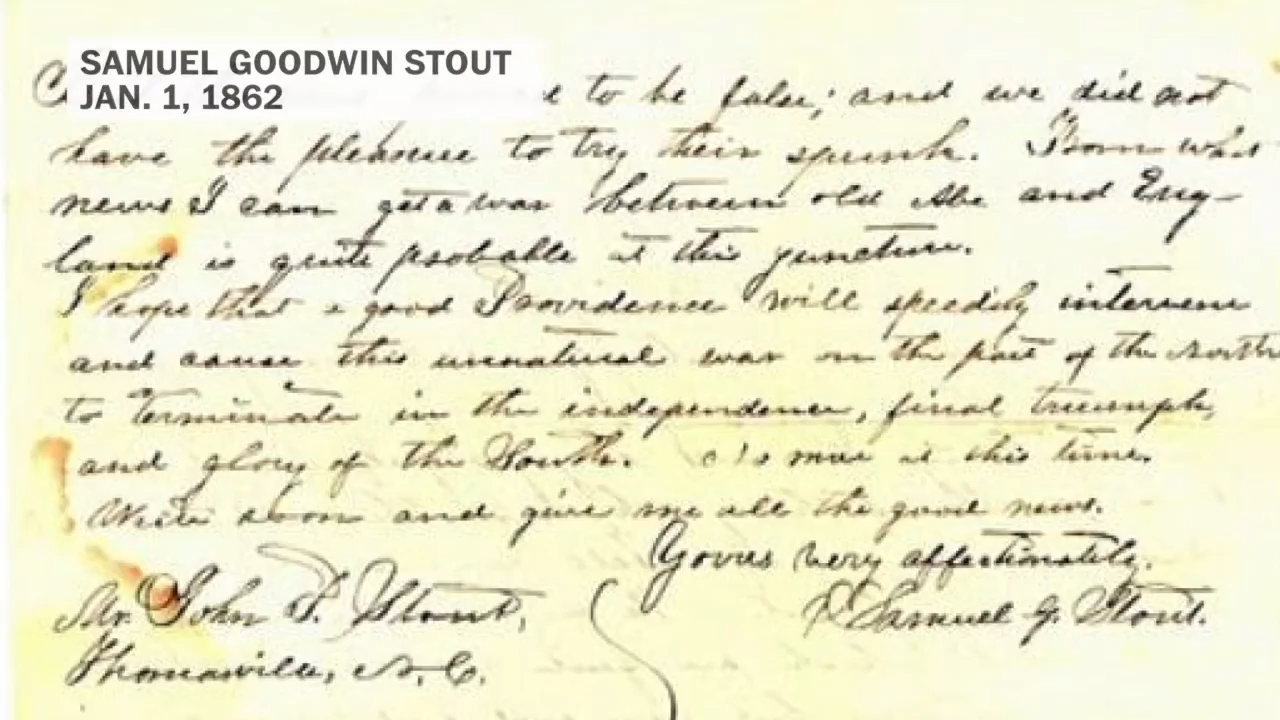 SAMUEL GOODWIN STOUT
JAN. 1, 1862
to be false; and we did not
have the pleasure to try their spunk. From what
news I can get a war between old Abe and Eng-
land is quite probable at this juncture.
I hope that a good Providence will speedily intervene
and cause this unnatural war on the part of the North
to terminate in the independence, final triumph,
and glory of the South. No more at this time.
Write soon and give me all the good news.
Yours very affectionately,
Samuel G. Stout.
Mr. John S. Stout,
Thomasville, N. C.